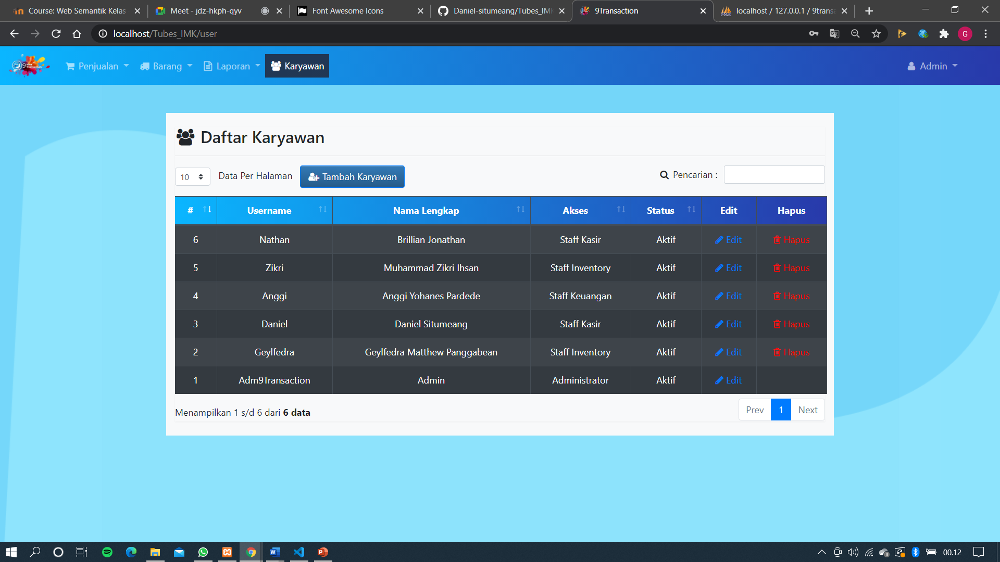 Course: Web Semantik Kelas
Meet - jdz-hkph-qyv
Font Awesome Icons
Daniel-situmeang/Tubes_IM
9Transaction
localhost / 127.0.0.1 / 9trans
localhost/Tubes_IMK/user
G
Penjualan
Barang
Laporan
Karyawan
Admin
Daftar Karyawan
10 Data Per Halaman
Tambah Karyawan
Pencarian :
# Username Nama Lengkap Akses Status Edit Hapus
6 Nathan Brillian Jonathan Staff Kasir Aktif Edit Hapus
5 Zikri Muhammad Zikri Ihsan Staff Inventory Aktif Edit Hapus
4 Anggi Anggi Yohanes Pardede Staff Keuangan Aktif Edit Hapus
3 Daniel Daniel Situmeang Staff Kasir Aktif Edit Hapus
2 Geylfedra Geylfedra Matthew Panggabean Staff Inventory Aktif Edit Hapus
1 Adm9Transaction Admin Administrator Aktif Edit
Menampilkan 1 s/d 6 dari 6 data
Prev 1 Next
00.12